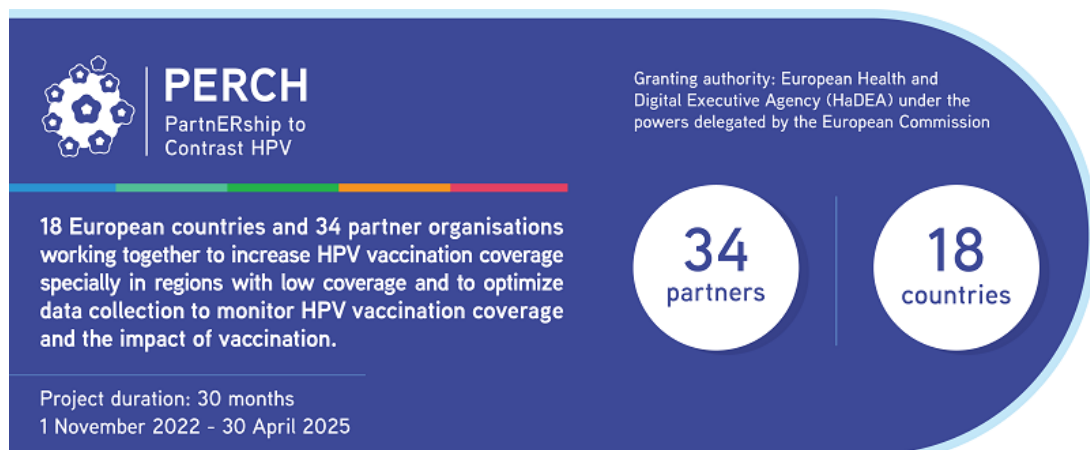 PERCH
PartnERship to
Contrast HPV
18 European countries and 34 partner organisations
working together to increase HPV vaccination coverage
specially in regions with low coverage and to optimize
data collection to monitor HPV vaccination coverage
and the impact of vaccination.
Project duration: 30 months
1 November 2022 - 30 April 2025
Granting authority: European Health and
Digital Executive Agency (HaDEA) under the
powers delegated by the European Commission
34
partners
18
countries